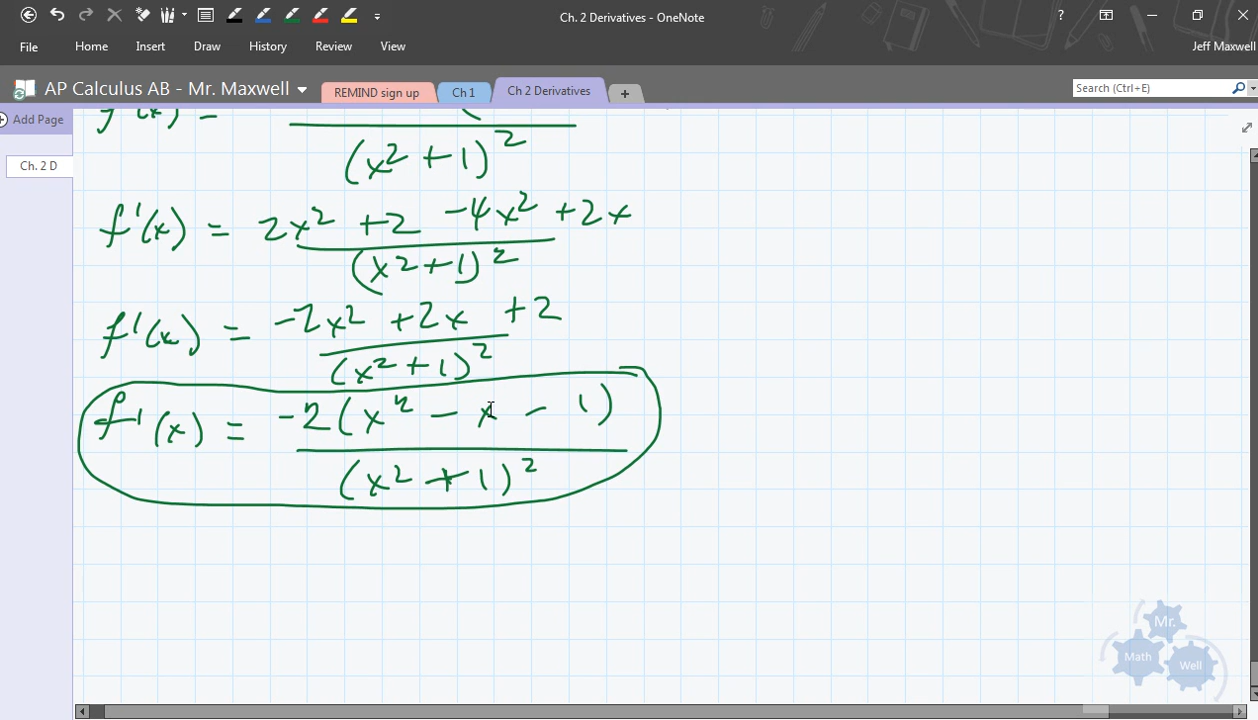 Ch. 2 Derivatives - OneNote
?
File Home Insert Draw History Review View
Jeff Maxwell
AP Calculus AB - Mr. Maxwell
REMIND sign up
Ch 1
Ch 2 Derivatives
Search (Ctrl+E)
Add Page
Ch. 2 D
(x² + 1)²
f'(x) = 2x² + 2 - 4x² + 2x
(x² + 1)²
f'(x) = -2x² + 2x + 2
(x² + 1)²
f'(x) = -2(x² - x - 1)
(x² + 1)²
Mr.
Math
Well